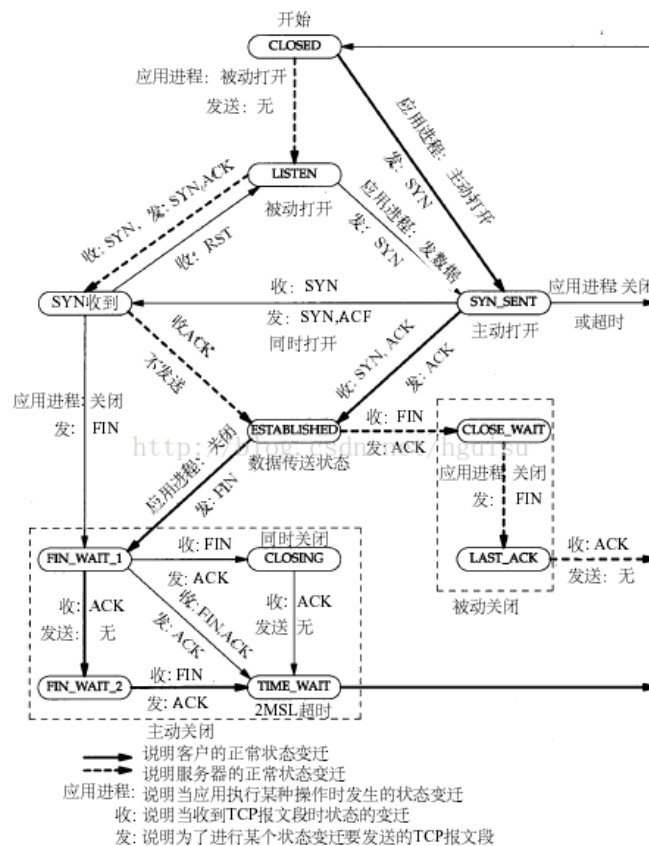 开始
CLOSED
应用进程：被动打开
发送：无
应用进程：主动打开
发：SYN
LISTEN
被动打开
收：SYN，发：SYN,ACK
收：RST
应用进程：发数据
发：SYN
SYN收到
收：SYN
发：SYN,ACF
同时打开
SYN_SENT
主动打开
应用进程 关闭
或超时
收ACK
不发送
收：SYN, ACK
发：ACK
应用进程：关闭
发： FIN
ESTABLISHED
数据传送状态
收：FIN
发：ACK
CLOSE_WAIT
应用进程 关闭
发： FIN
http://blog.csdn.net/hguisu
应用进程：关闭
发：FIN
LAST_ACK
收：ACK
发送：无
被动关闭
FIN_WAIT_1
收：FIN
发：ACK
同时关闭
CLOSING
收：ACK
发送： 无
收：FIN,ACK
发：ACK
收：ACK
发送 无
FIN_WAIT_2
收：FIN
发：ACK
TIME_WAIT
2MSL超时
主动关闭
说明客户的正常状态变迁
说明服务器的正常状态变迁
应用进程：说明当应用执行某种操作时发生的状态变迁
收：说明当收到TCP报文段时状态的变迁
发：说明为了进行某个状态变迁要发送的TCP报文段